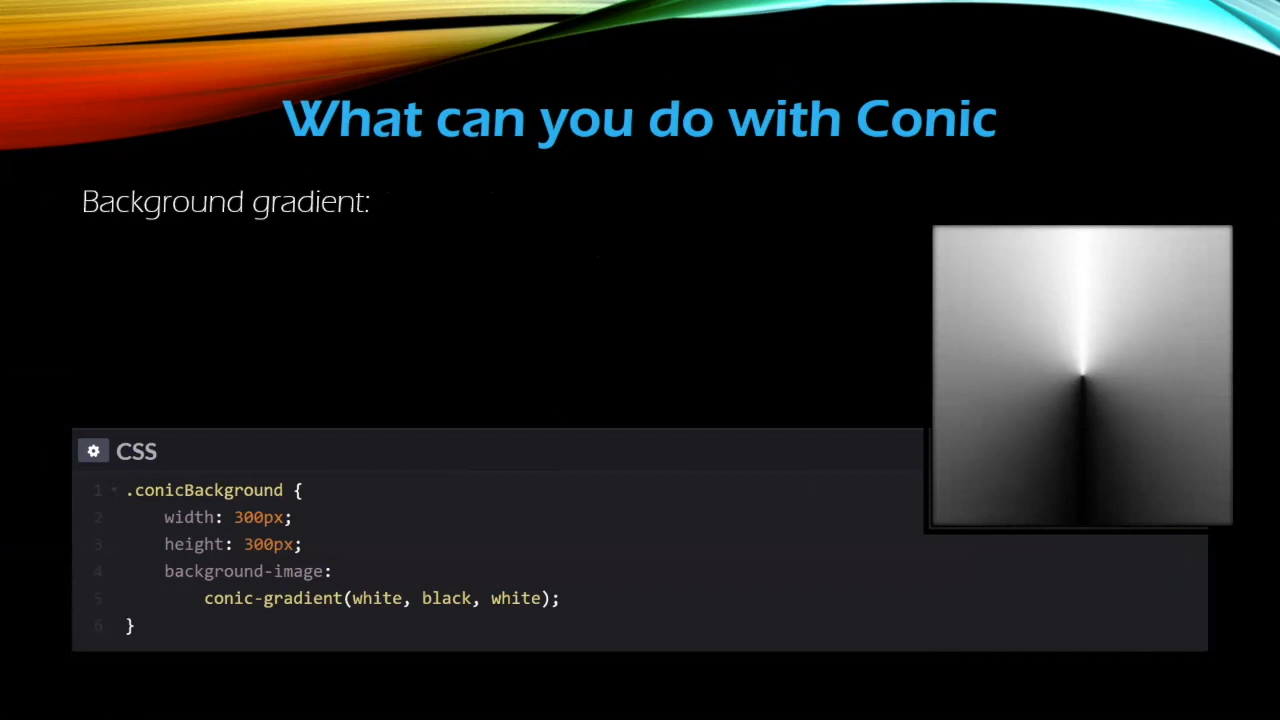 What can you do with Conic
Background gradient:
CSS
1 .conicBackground {
2 width: 300px;
3 height: 300px;
4 background-image:
5 conic-gradient(white, black, white);
6 }